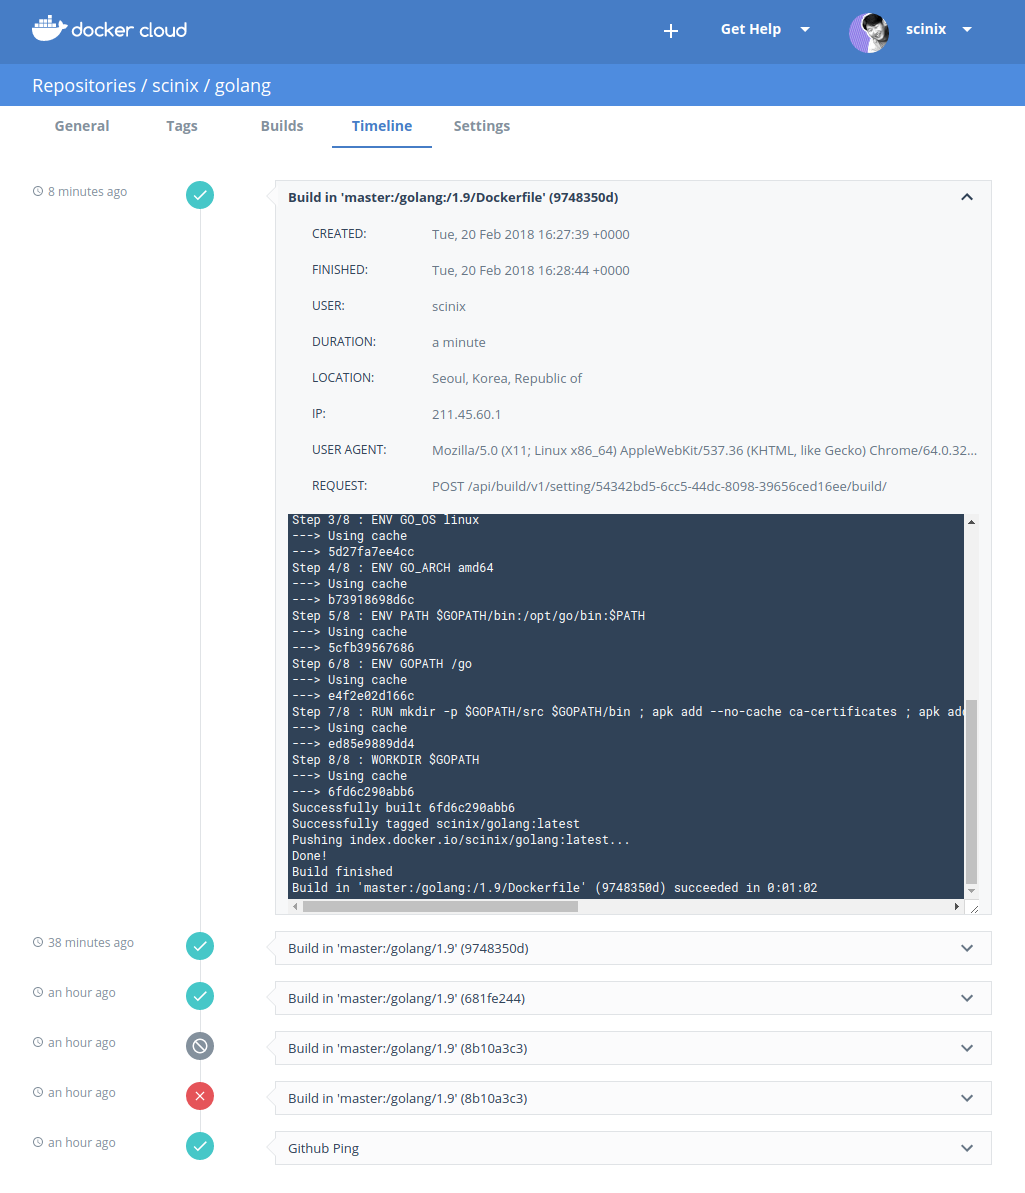 docker cloud
Get Help
scinix
Repositories / scinix / golang
General Tags Builds Timeline Settings
8 minutes ago
Build in 'master:/golang:/1.9/Dockerfile' (9748350d)
CREATED: Tue, 20 Feb 2018 16:27:39 +0000
FINISHED: Tue, 20 Feb 2018 16:28:44 +0000
USER: scinix
DURATION: a minute
LOCATION: Seoul, Korea, Republic of
IP: 211.45.60.1
USER AGENT: Mozilla/5.0 (X11; Linux x86_64) AppleWebKit/537.36 (KHTML, like Gecko) Chrome/64.0.32...
REQUEST: POST /api/build/v1/setting/54342bd5-6cc5-44dc-8098-39656ced16ee/build/
Step 3/8 : ENV GO_OS linux
---> Using cache
---> 5d27fa7ee4cc
Step 4/8 : ENV GO_ARCH amd64
---> Using cache
---> b73918698d6c
Step 5/8 : ENV PATH $GOPATH/bin:/opt/go/bin:$PATH
---> Using cache
---> 5cfb39567686
Step 6/8 : ENV GOPATH /go
---> Using cache
---> e4f2e02d166c
Step 7/8 : RUN mkdir -p $GOPATH/src $GOPATH/bin ; apk add --no-cache ca-certificates ; apk add
---> Using cache
---> ed85e9889dd4
Step 8/8 : WORKDIR $GOPATH
---> Using cache
---> 6fd6c290abb6
Successfully built 6fd6c290abb6
Successfully tagged scinix/golang:latest
Pushing index.docker.io/scinix/golang:latest...
Done!
Build finished
Build in 'master:/golang:/1.9/Dockerfile' (9748350d) succeeded in 0:01:02
38 minutes ago Build in 'master:/golang/1.9' (9748350d)
an hour ago Build in 'master:/golang/1.9' (681fe244)
an hour ago Build in 'master:/golang/1.9' (8b10a3c3)
an hour ago Build in 'master:/golang/1.9' (8b10a3c3)
an hour ago Github Ping